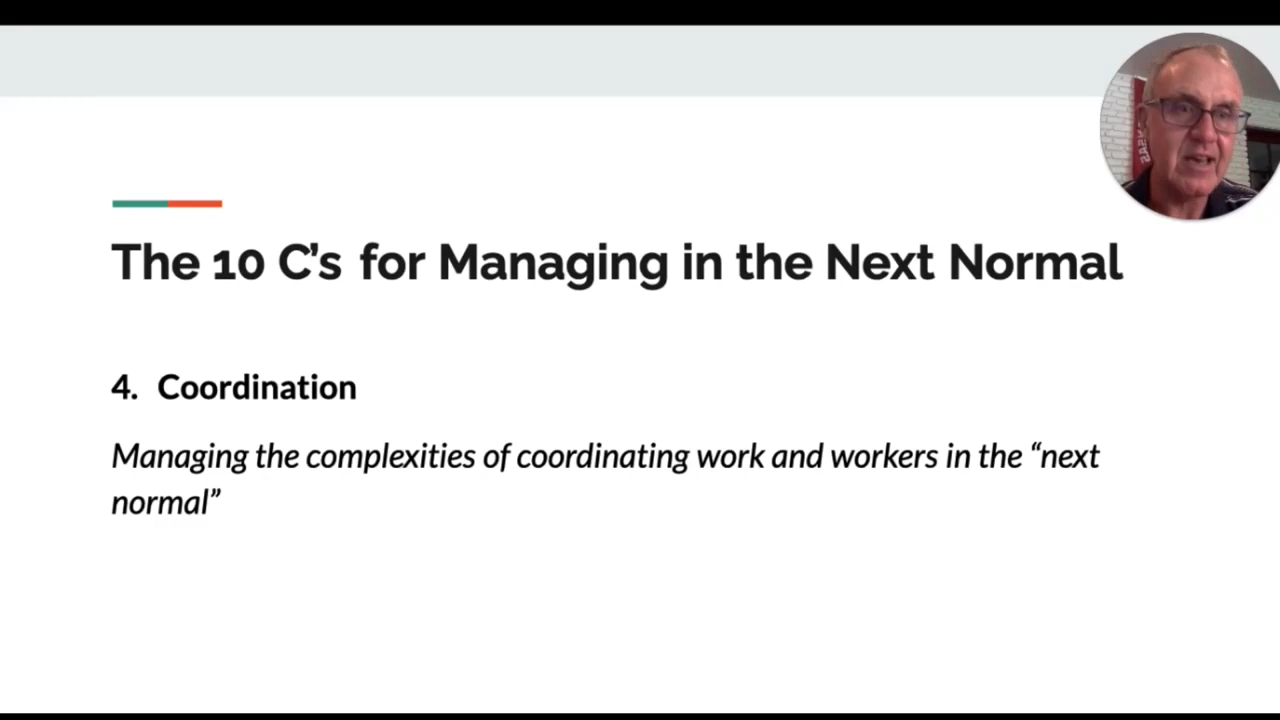 The 10 C’s for Managing in the Next Normal
4. Coordination
Managing the complexities of coordinating work and workers in the “next
normal”